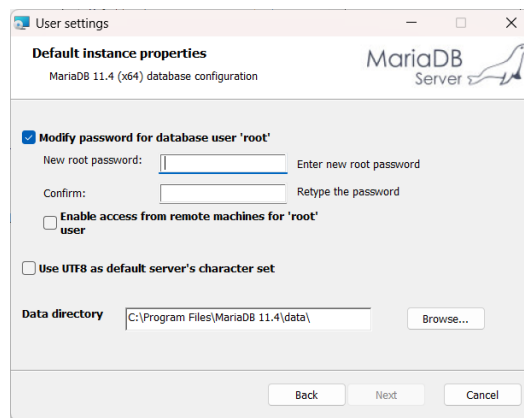 User settings
Default instance properties
MariaDB 11.4 (x64) database configuration
MariaDB
Server
Modify password for database user 'root'
New root password:
Enter new root password
Confirm:
Retype the password
Enable access from remote machines for 'root'
user
Use UTF8 as default server's character set
Data directory
C:\Program Files\MariaDB 11.4\data\
Browse...
Back
Next
Cancel